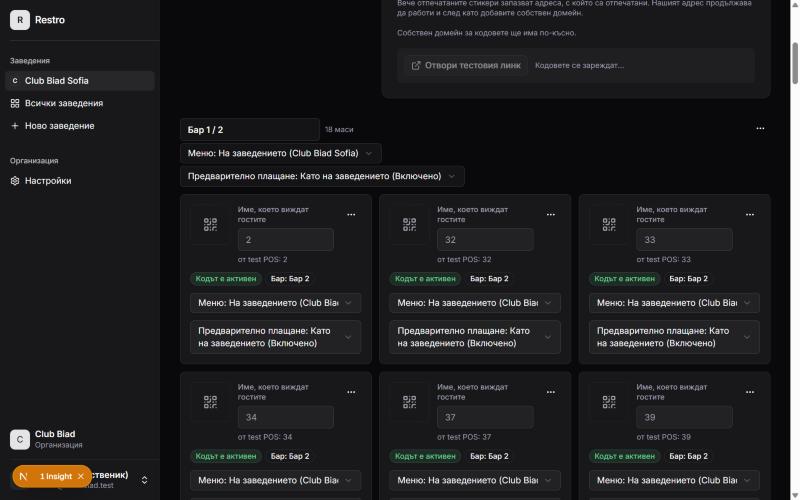 Вече отпечатаните стикери запазват адреса, с който са отпечатани. Нашият адрес продължава
да работи и след като добавите собствен домейн.
Собствен домейн за кодовете ще има по-късно.
Отвори тестовия линк
Кодовете се зареждат...
R
Restro
Заведения
C
Club Biad Sofia
Всички заведения
Ново заведение
Организация
Настройки
Бар 1 / 2
18 маси
Меню: На заведението (Club Biad Sofia)
Предварително плащане: Като на заведението (Включено)
Име, което виждат
гостите
2
от test POS: 2
Кодът е активен
Бар: Бар 2
Меню: На заведението (Club
Предварително плащане: Като
на заведението (Включено)
Име, което виждат
гостите
32
от test POS: 32
Кодът е активен
Бар: Бар 2
Меню: На заведението (Club
Предварително плащане: Като
на заведението (Включено)
Име, което виждат
гостите
33
от test POS: 33
Кодът е активен
Бар: Бар 2
Меню: На заведението (Club
Предварително плащане: Като
на заведението (Включено)
Име, което виждат
гостите
34
от test POS: 34
Кодът е активен
Бар: Бар 2
Меню: На заведението (Club
Име, което виждат
гостите
37
от test POS: 37
Кодът е активен
Бар: Бар 2
Меню: На заведението (Club
Име, което виждат
гостите
39
от test POS: 39
Кодът е активен
Бар: Бар 2
Меню: На заведението (Club
C
Club Biad
Организация
N
1 Insight